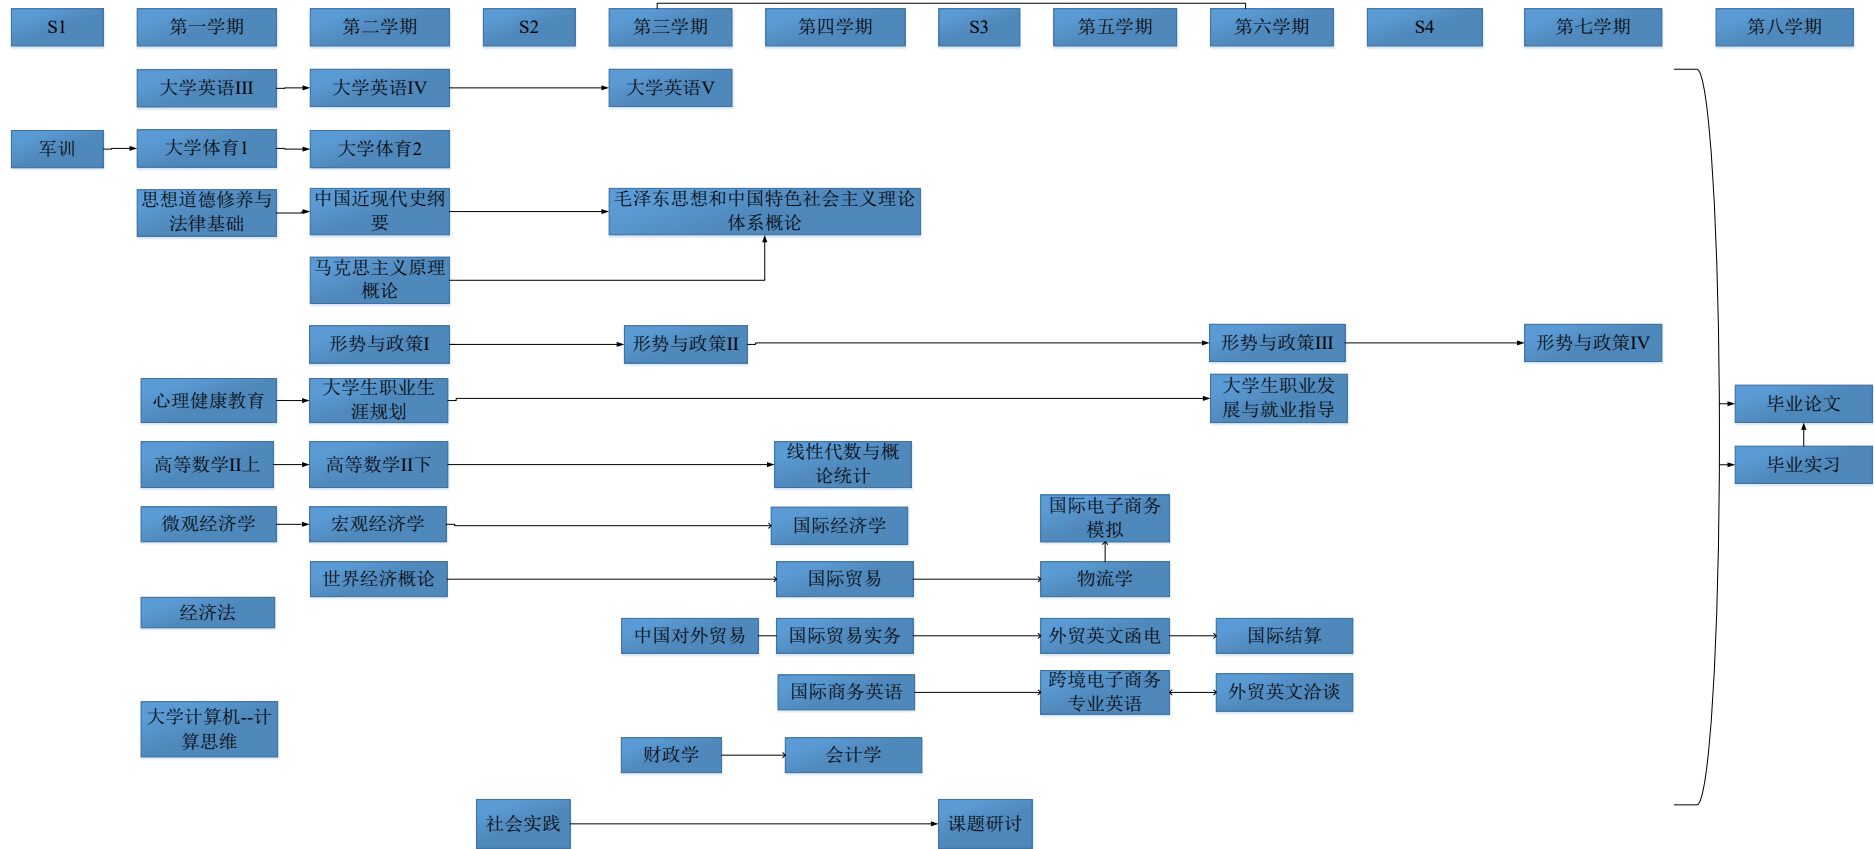 S1
第一学期
第二学期
S2
第三学期
第四学期
S3
第五学期
第六学期
S4
第七学期
第八学期
大学英语III
大学英语IV
大学英语V
军训
大学体育1
大学体育2
思想道德修养与
法律基础
中国近现代史纲
要
毛泽东思想和中国特色社会主义理论
体系概论
马克思主义原理
概论
形势与政策I
形势与政策II
形势与政策III
形势与政策IV
心理健康教育
大学生职业生
涯规划
大学生职业发
展与就业指导
毕业论文
高等数学II上
高等数学II下
线性代数与概
论统计
毕业实习
微观经济学
宏观经济学
国际经济学
国际电子商务
模拟
世界经济概论
国际贸易
物流学
经济法
中国对外贸易
国际贸易实务
外贸英文函电
国际结算
国际商务英语
跨境电子商务
专业英语
外贸英文洽谈
大学计算机--计
算思维
财政学
会计学
社会实践
课题研讨